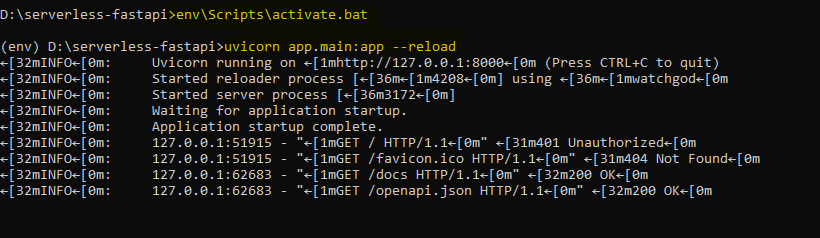 D:\serverless-fastapi>env\Scripts\activate.bat
(env) D:\serverless-fastapi>uvicorn app.main:app --reload
←[32mINFO←[0m:     Uvicorn running on ←[1mhttp://127.0.0.1:8000←[0m (Press CTRL+C to quit)
←[32mINFO←[0m:     Started reloader process [←[36m←[1m4208←[0m] using ←[36m←[1mwatchgod←[0m
←[32mINFO←[0m:     Started server process [←[36m3172←[0m]
←[32mINFO←[0m:     Waiting for application startup.
←[32mINFO←[0m:     Application startup complete.
←[32mINFO←[0m:     127.0.0.1:51915 - "←[1mGET / HTTP/1.1←[0m" ←[31m401 Unauthorized←[0m
←[32mINFO←[0m:     127.0.0.1:51915 - "←[1mGET /favicon.ico HTTP/1.1←[0m" ←[31m404 Not Found←[0m
←[32mINFO←[0m:     127.0.0.1:62683 - "←[1mGET /docs HTTP/1.1←[0m" ←[32m200 OK←[0m
←[32mINFO←[0m:     127.0.0.1:62683 - "←[1mGET /openapi.json HTTP/1.1←[0m" ←[32m200 OK←[0m